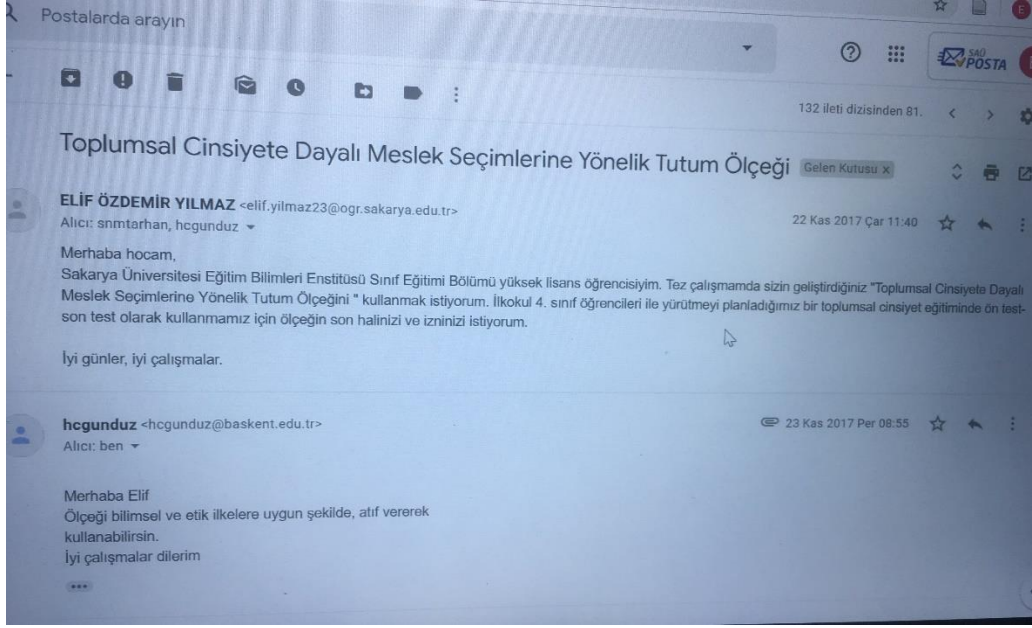 Postalarda arayın
SAÜ
POSTA
132 ileti dizisinden 81.
Toplumsal Cinsiyete Dayalı Meslek Seçimlerine Yönelik Tutum Ölçeği Gelen Kutusu x
ELİF ÖZDEMİR YILMAZ <elif.yilmaz23@ogr.sakarya.edu.tr>
22 Kas 2017 Çar 11:40
Alıcı: snmtarhan, hcgunduz
Merhaba hocam,
Sakarya Üniversitesi Eğitim Bilimleri Enstitüsü Sınıf Eğitimi Bölümü yüksek lisans öğrencisiyim. Tez çalışmamda sizin geliştirdiğiniz "Toplumsal Cinsiyete Dayalı
Meslek Seçimlerine Yönelik Tutum Ölçeğini " kullanmak istiyorum. İlkokul 4. sınıf öğrencileri ile yürütmeyi planladığımız bir toplumsal cinsiyet eğitiminde ön test-
son test olarak kullanmamız için ölçeğin son halinizi ve izninizi istiyorum.
İyi günler, iyi çalışmalar.
hcgunduz <hcgunduz@baskent.edu.tr>
23 Kas 2017 Per 08:55
Alıcı: ben
Merhaba Elif
Ölçeği bilimsel ve etik ilkelere uygun şekilde, atıf vererek
kullanabilirsin.
İyi çalışmalar dilerim